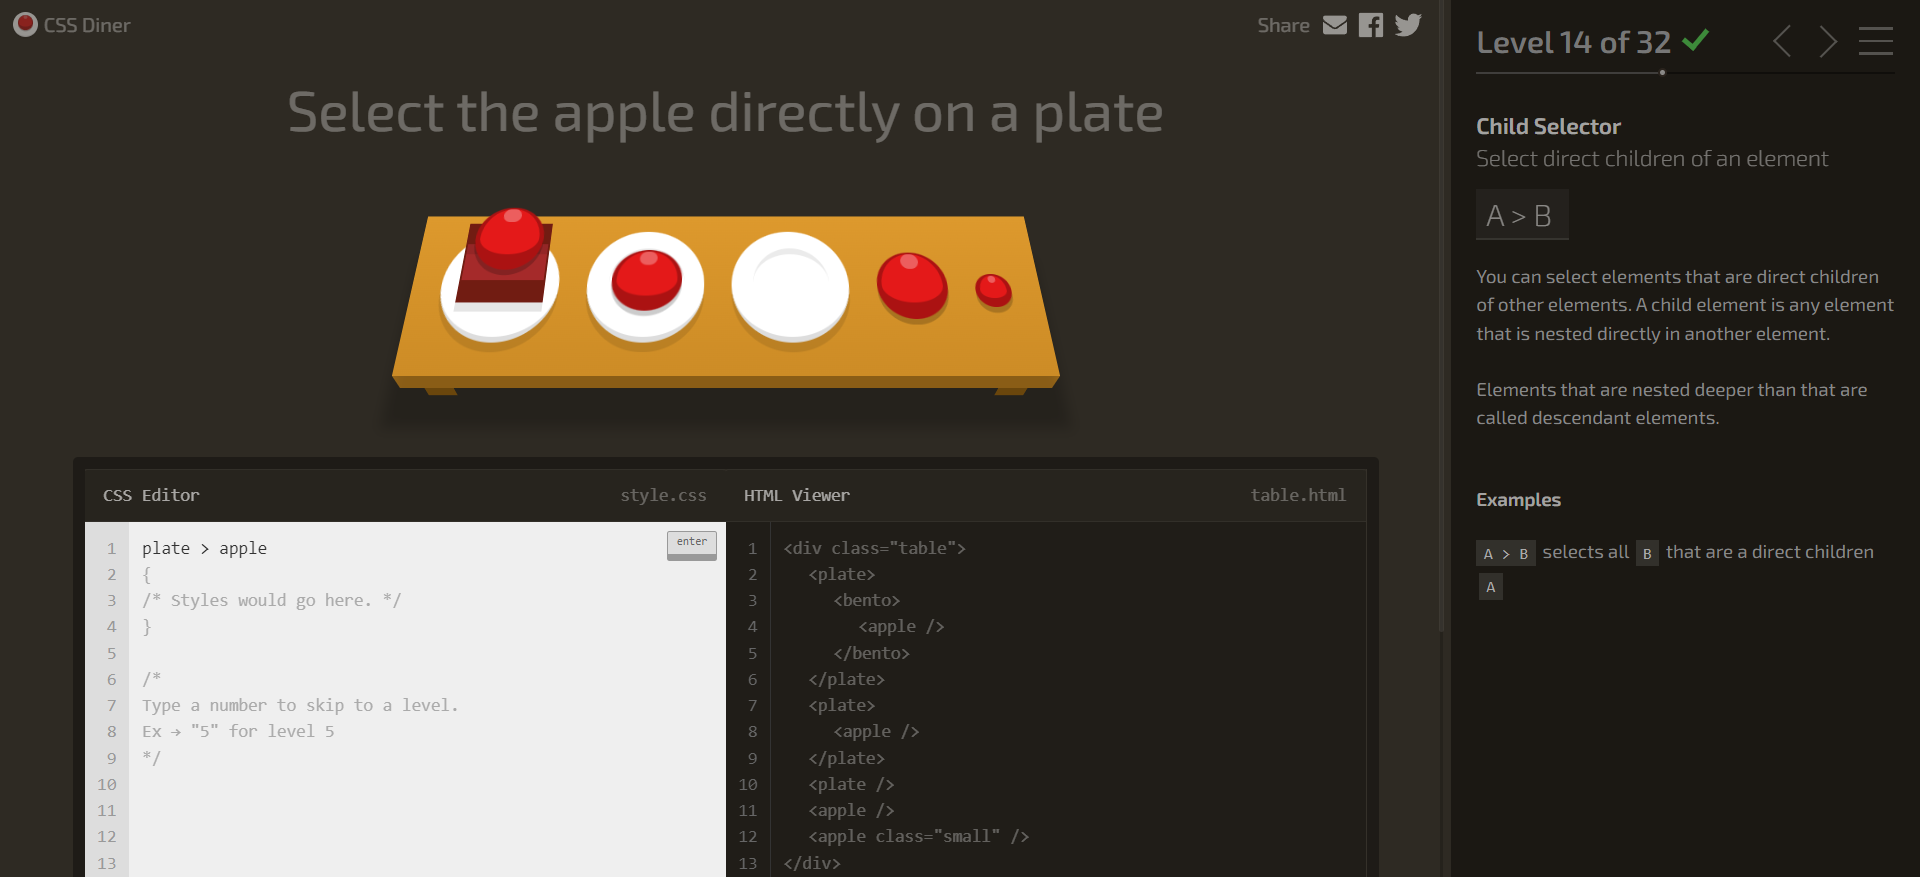 CSS Diner
Share
Select the apple directly on a plate
CSS Editor style.css
1 plate > apple
enter
2 {
3 /* Styles would go here. */
4 }
5
6 /*
7 Type a number to skip to a level.
8 Ex → "5" for level 5
9 */
10
11
12
13
HTML Viewer table.html
1 <div class="table">
2 <plate>
3 <bento>
4 <apple />
5 </bento>
6 </plate>
7 <plate>
8 <apple />
9 </plate>
10 <plate />
11 <apple />
12 <apple class="small" />
13 </div>
Level 14 of 32
Child Selector
Select direct children of an element
A > B
You can select elements that are direct children
of other elements. A child element is any element
that is nested directly in another element.
Elements that are nested deeper than that are
called descendant elements.
Examples
A > B selects all B that are a direct children
A